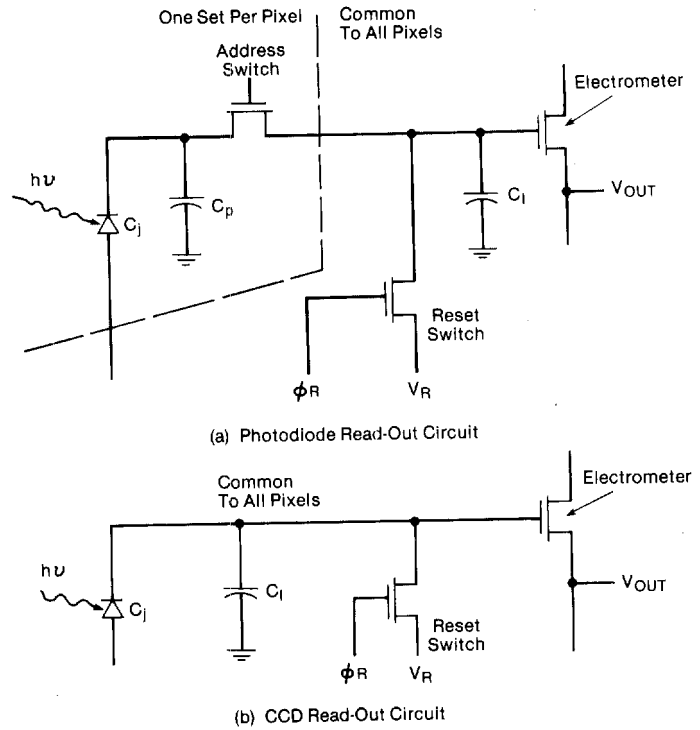 One Set Per Pixel
Common
To All Pixels
Address
Switch
Electrometer
hυ
Cj
Cp
Cl
VOUT
Reset
Switch
ϕR
VR
(a) Photodiode Read-Out Circuit
Common
To All Pixels
Electrometer
hυ
Cj
Cl
VOUT
Reset
Switch
ϕR
VR
(b) CCD Read-Out Circuit